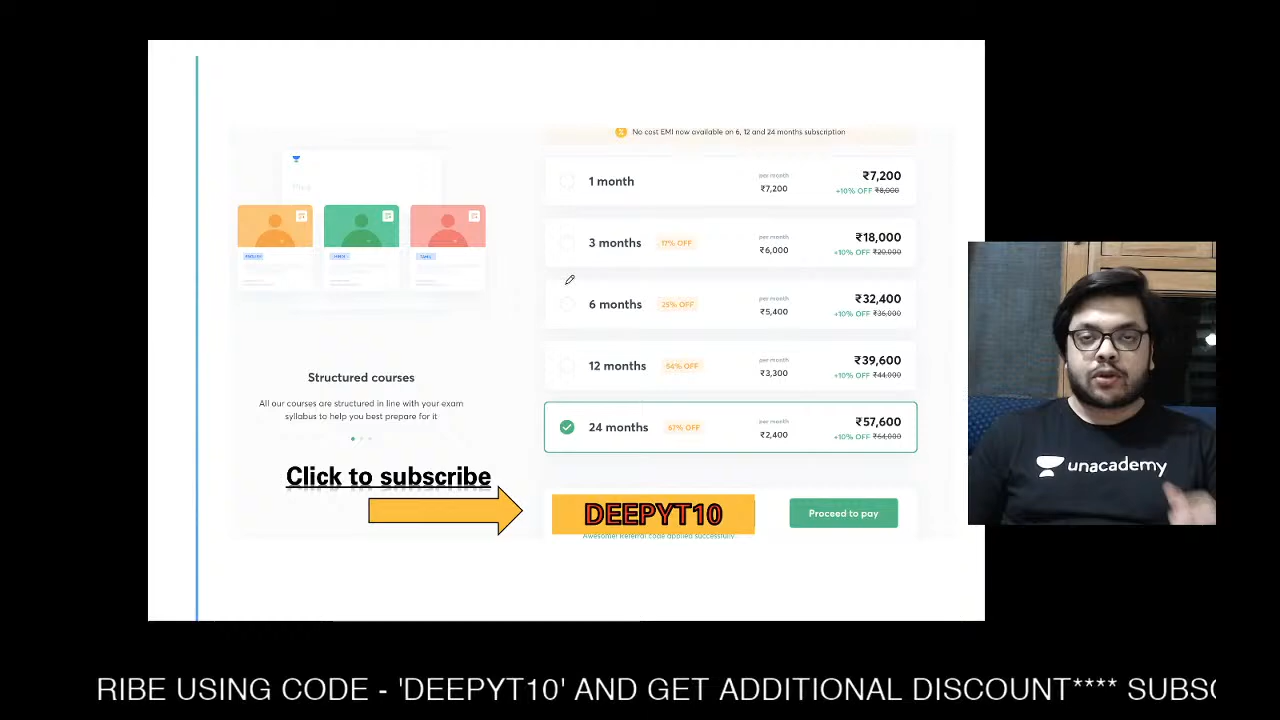 No cost EMI now available on 6, 12 and 24 months subscription
1 month
per month
₹7,200
₹7,200
+10% OFF ₹8,000
3 months
17% OFF
per month
₹6,000
₹18,000
+10% OFF ₹20,000
6 months
25% OFF
per month
₹5,400
₹32,400
+10% OFF ₹36,000
12 months
54% OFF
per month
₹3,300
₹39,600
+10% OFF ₹44,000
24 months
67% OFF
per month
₹2,400
₹57,600
+10% OFF ₹64,000
Structured courses
All our courses are structured in line with your exam
syllabus to help you best prepare for it
Click to subscribe
DEEPYT10
Proceed to pay
Awesome! Referral code applied successfully
unacademy
RIBE USING CODE - 'DEEPYT10' AND GET ADDITIONAL DISCOUNT**** SUBSC